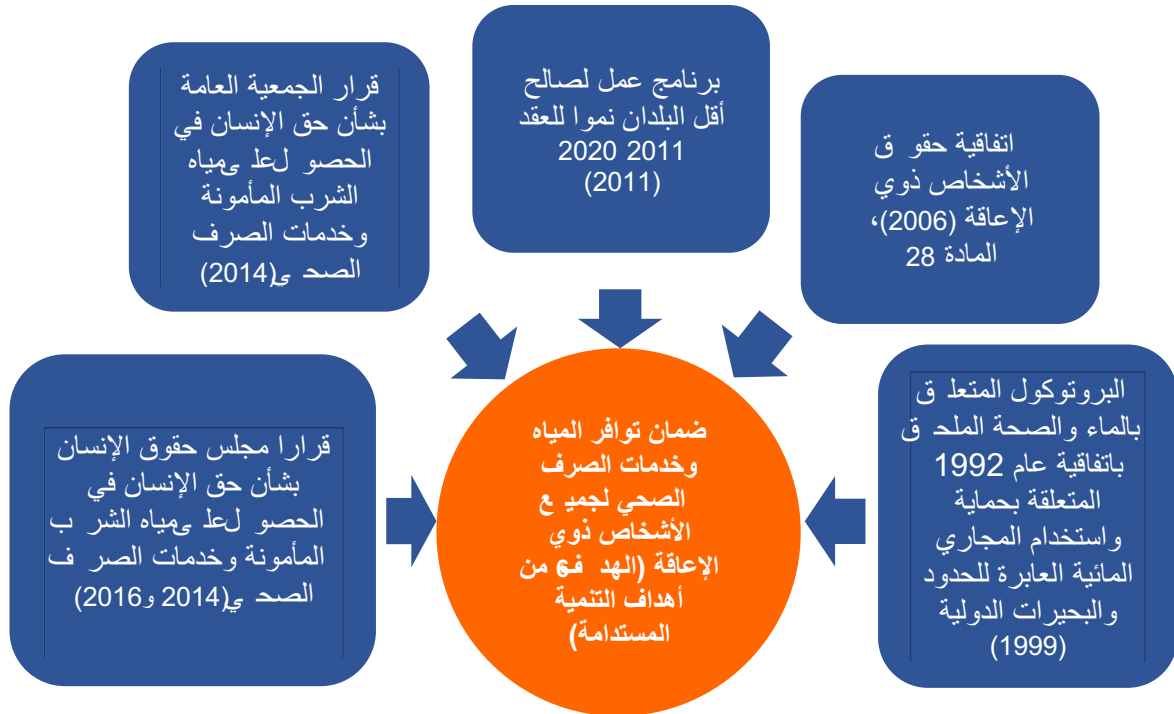 قرار الجمعية العامة
بشأن حق الإنسان في
الحصو لعلى مياه
الشرب المأمونة
وخدمات الصرف
الصح ي(2014)
برنامج عمل لصالح
أقل البلدان نموا للعقد
2011 2020
(2011)
اتفاقية حقو ق
الأشخاص ذوي
الإعاقة (2006)،
المادة 28
قرارا مجلس حقوق الإنسان
بشأن حق الإنسان في
الحصو لعلى مياه الشر ب
المأمونة وخدمات الصر ف
الصح ي(2014 و2016)
ضمان توافر المياه
وخدمات الصرف
الصحي لجمي ع
الأشخاص ذوي
الإعاقة (الهد ف6 من
أهداف التنمية
المستدامة)
البروتوكول المتعل ق
بالماء والصحة الملح ق
باتفاقية عام 1992
المتعلقة بحماية
واستخدام المجاري
المائية العابرة للحدود
والبحيرات الدولية
(1999)